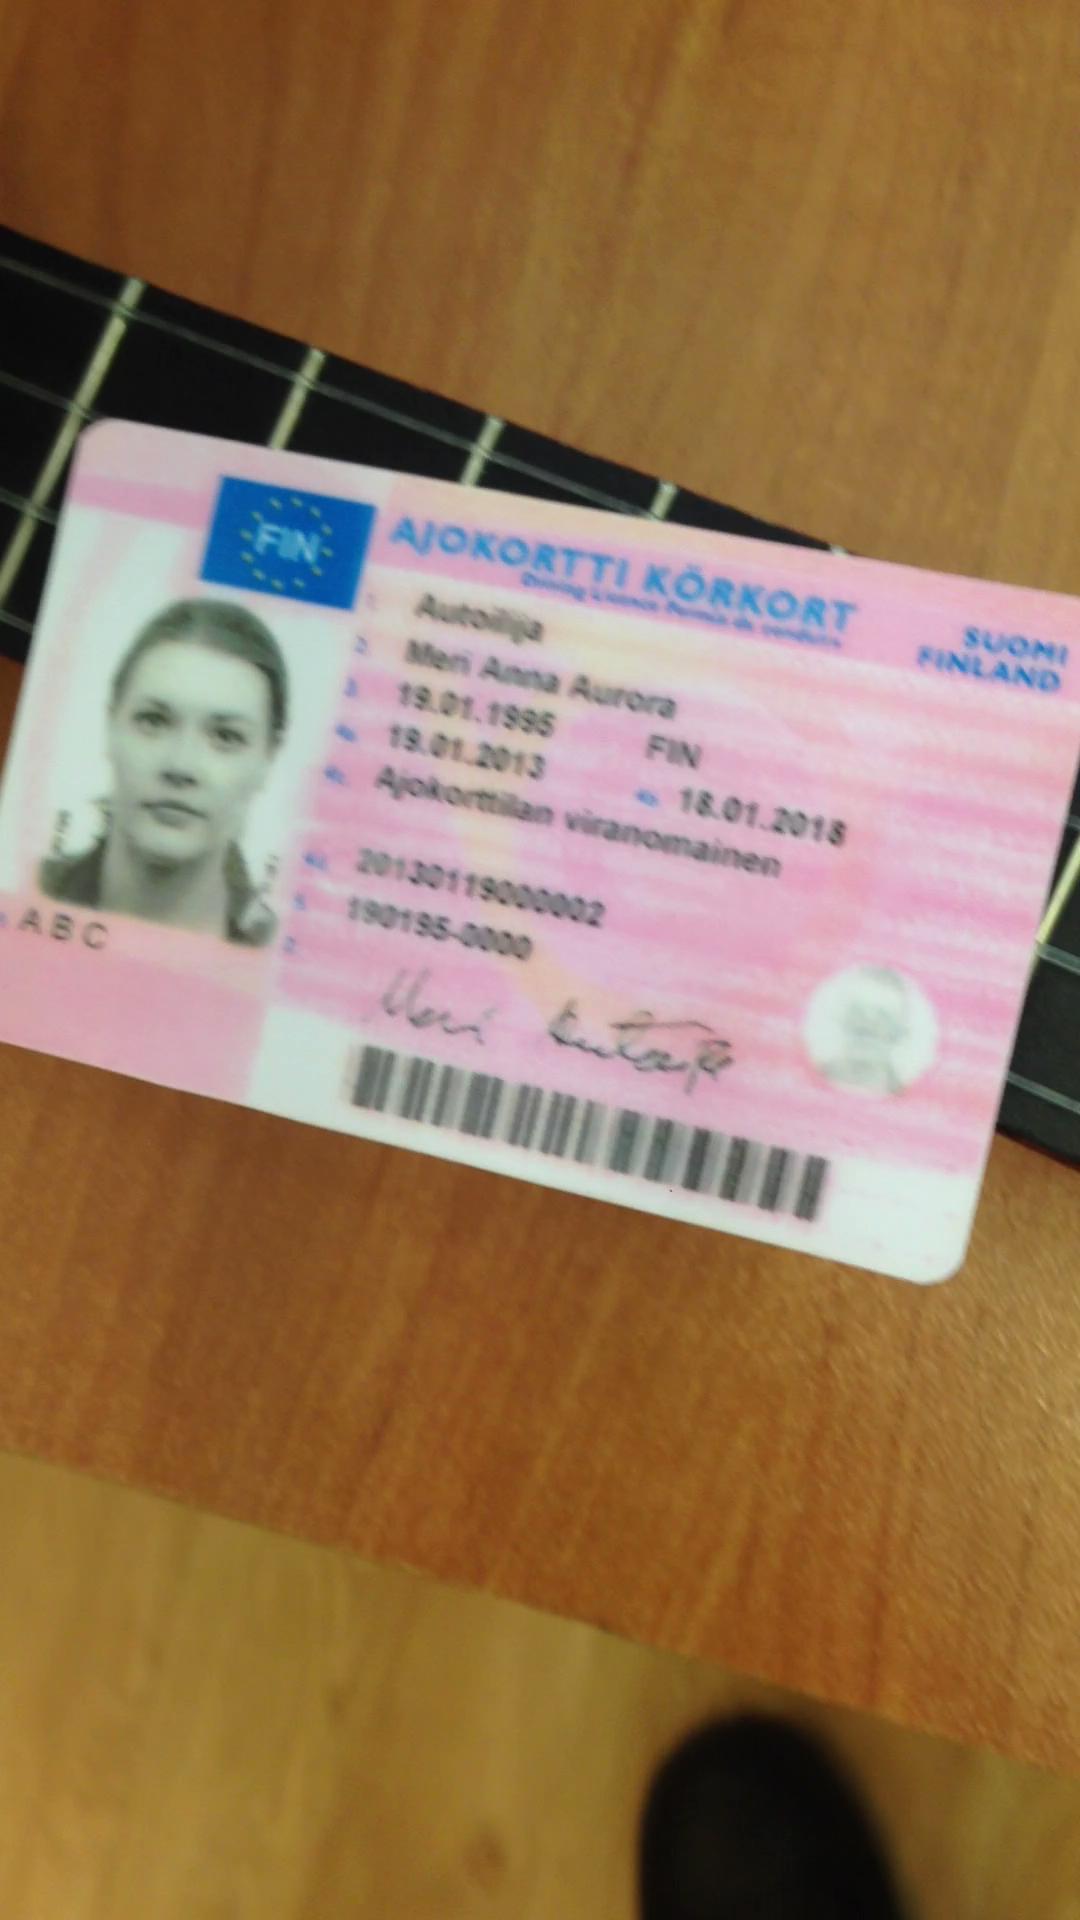 FIN
AJOKORTTI KÖRKORT
Driving Licence Permis de conduire
SUOMI
FINLAND
1. Autoilija
2. Meri Anna Aurora
3. 19.01.1995 FIN
4a. 19.01.2013 4b. 18.01.2018
4c. Ajokorttilan viranomainen
4d. 20130119000002
5. 190195-0000
Meri Autoilija
A B C